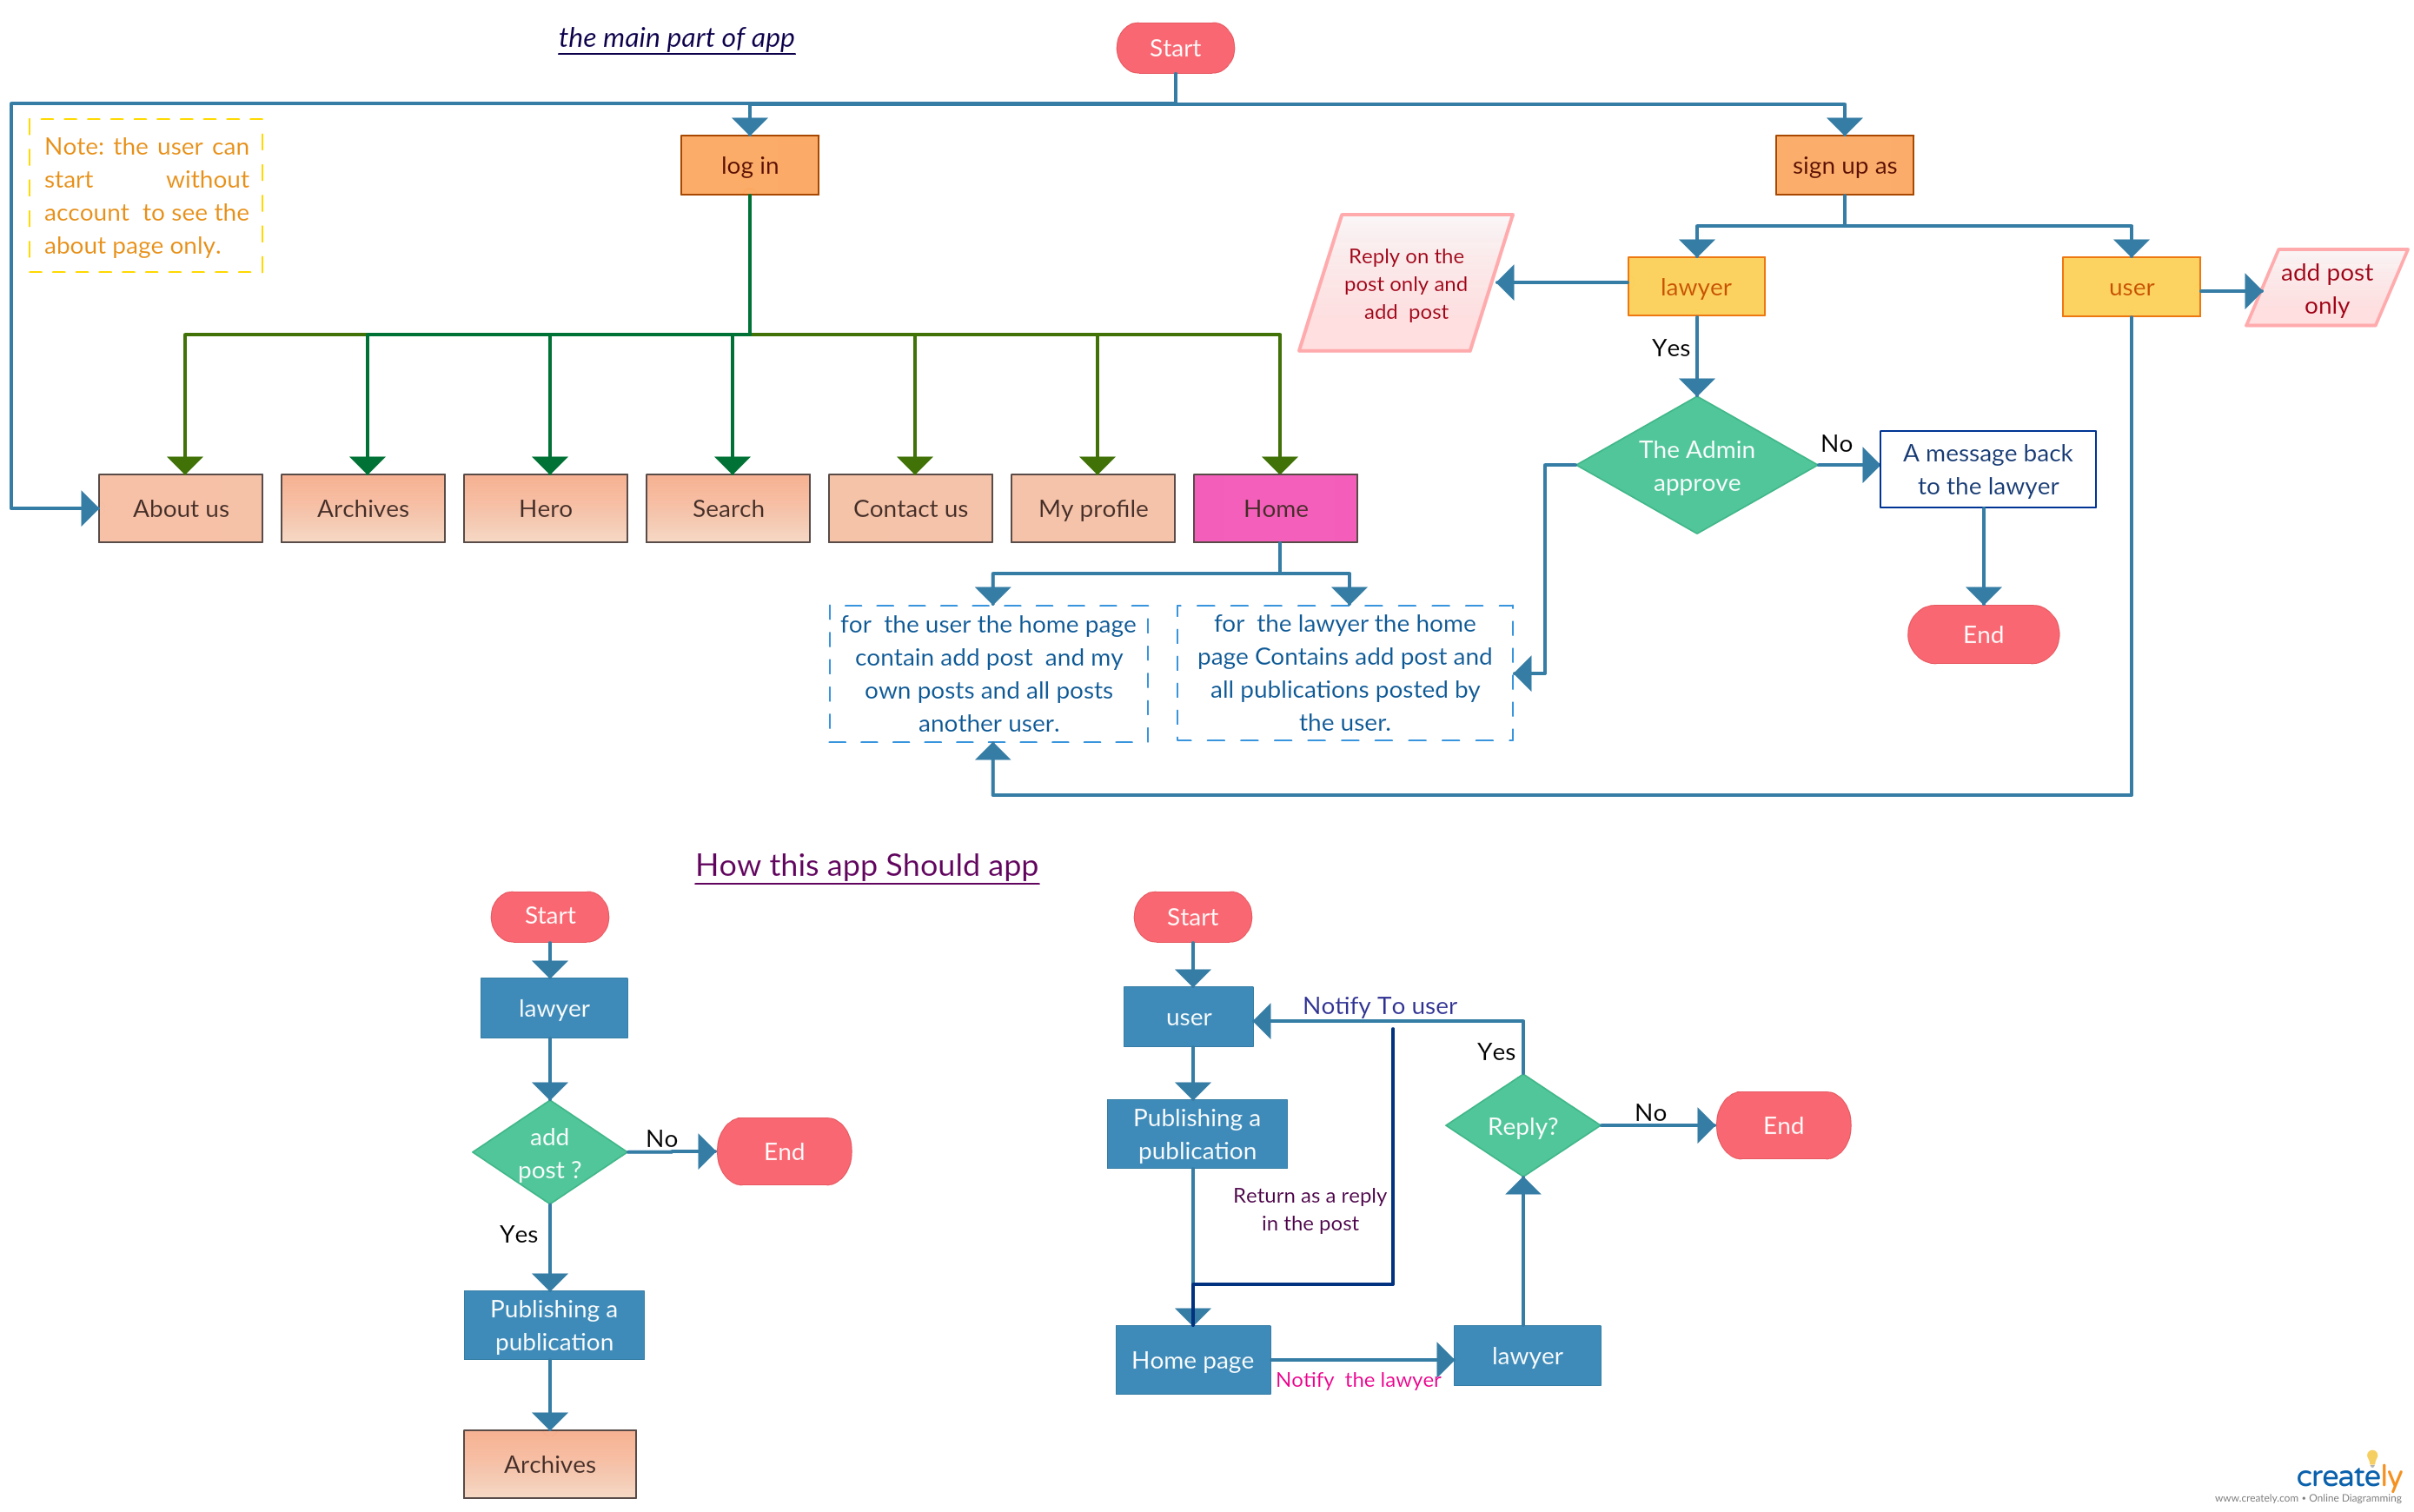 the main part of app
Start
Note: the user can
start without
account to see the
about page only.
log in
sign up as
Reply on the
post only and
add post
lawyer
user
add post
only
Yes
The Admin
approve
No
A message back
to the lawyer
End
About us
Archives
Hero
Search
Contact us
My profile
Home
for the user the home page
contain add post and my
own posts and all posts
another user.
for the lawyer the home
page Contains add post and
all publications posted by
the user.
How this app Should app
Start
lawyer
add
post ?
No
End
Yes
Publishing a
publication
Archives
Start
user
Notify To user
Yes
Publishing a
publication
Reply?
No
End
Return as a reply
in the post
Home page
Notify the lawyer
lawyer
creately
www.creately.com • Online Diagramming